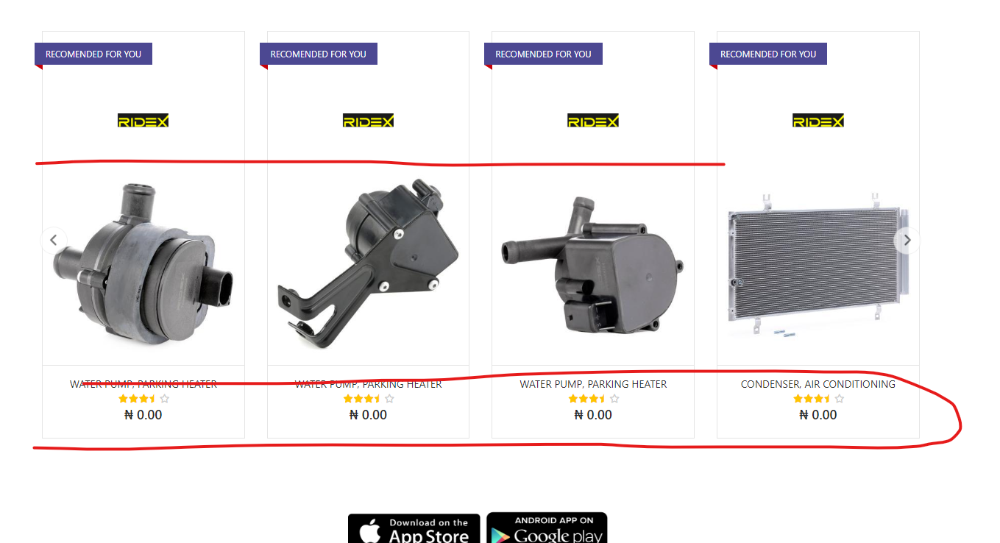 RECOMENDED FOR YOU RECOMENDED FOR YOU RECOMENDED FOR YOU RECOMENDED FOR YOU
RIDEX RIDEX RIDEX RIDEX
WATER PUMP, PARKING HEATER WATER PUMP, PARKING HEATER WATER PUMP, PARKING HEATER CONDENSER, AIR CONDITIONING
₦ 0.00 ₦ 0.00 ₦ 0.00 ₦ 0.00
Download on the ANDROID APP ON
App Store Google play